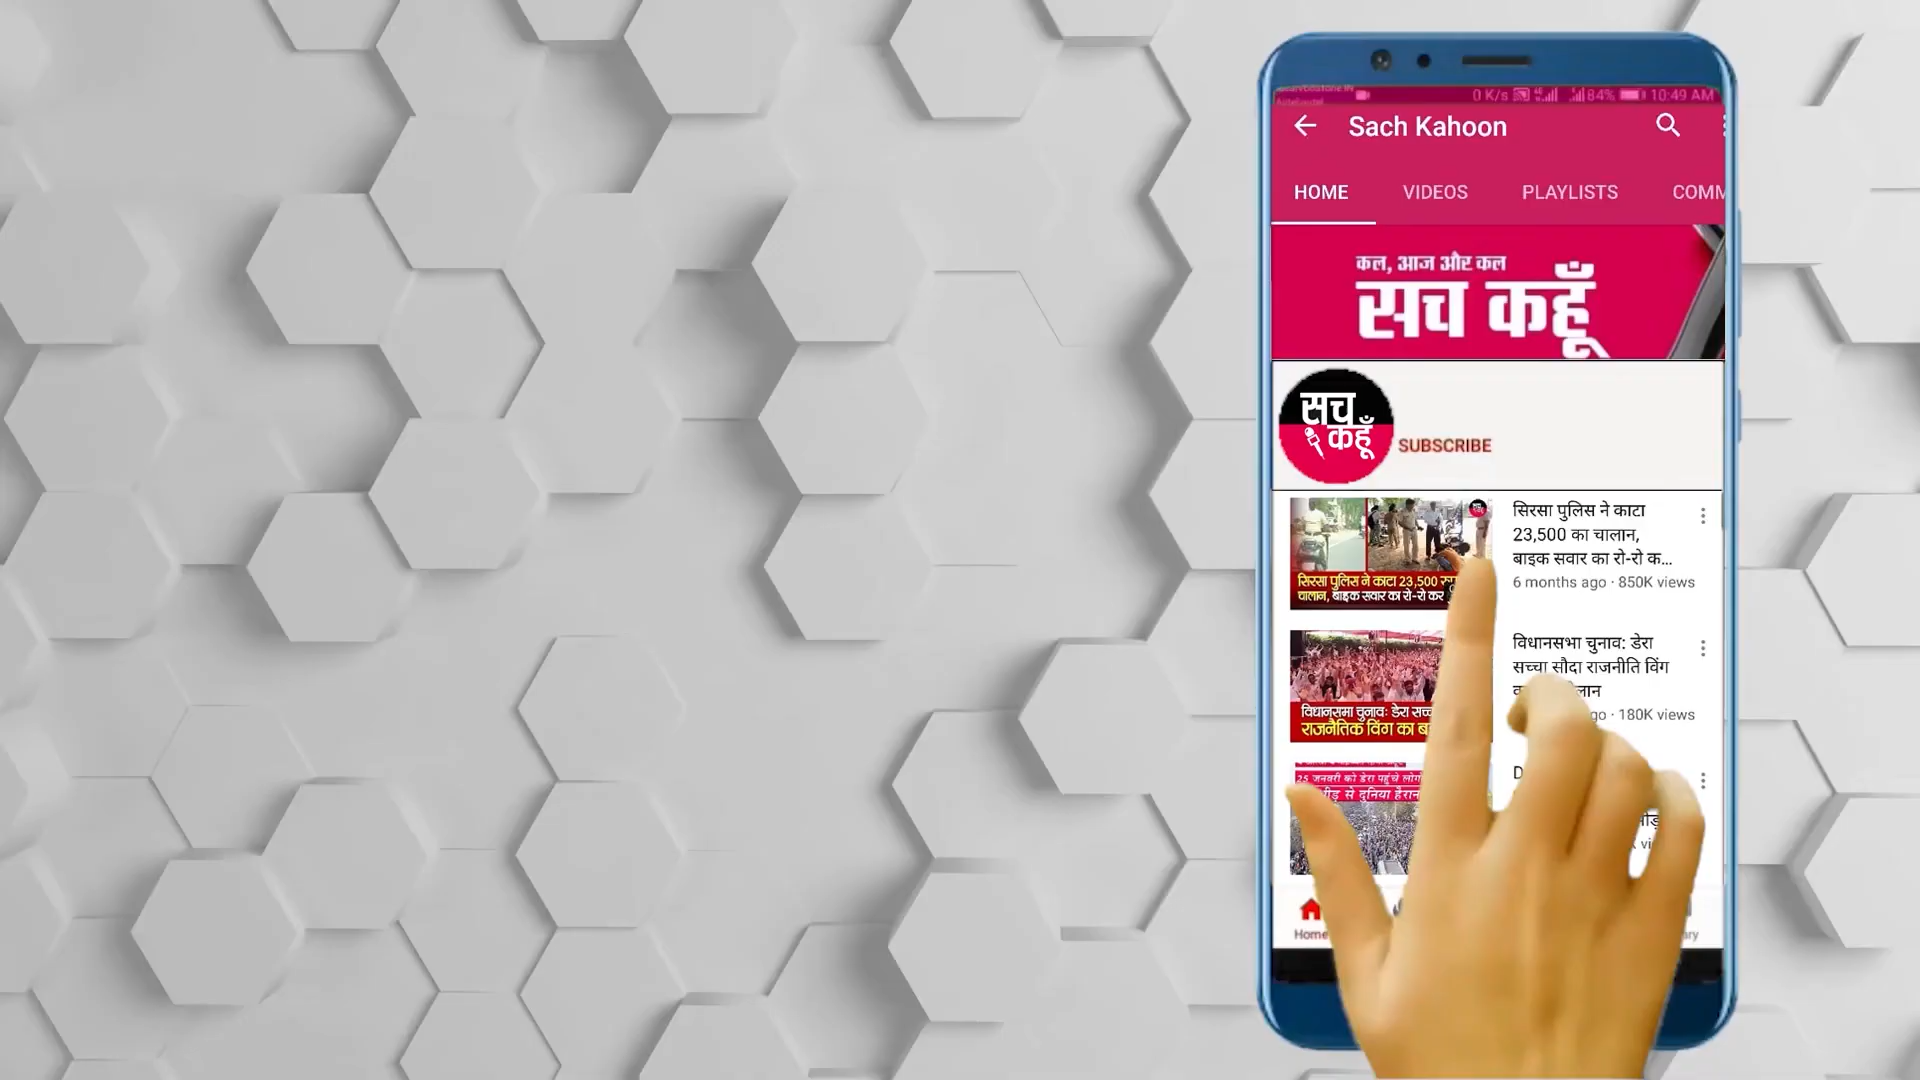 0 K/s 84% 10:49 AM
Sach Kahoon
HOME VIDEOS PLAYLISTS COMM
कल, आज और कल
सच कहूँ
सच
कहूँ
SUBSCRIBE
सिरसा पुलिस ने काटा 23,500
चालान, बाइक सवार का रो-रो कर
सिरसा पुलिस ने काटा
23,500 का चालान,
बाइक सवार का रो-रो क...
6 months ago · 850K views
विधानसभा चुनाव: डेरा
राजनैतिक विंग का
विधानसभा चुनाव: डेरा
सच्चा सौदा राजनीति विंग
180K views
25 जनवरी को डेरा पहुंचे
से दुनिया हैरान
Home